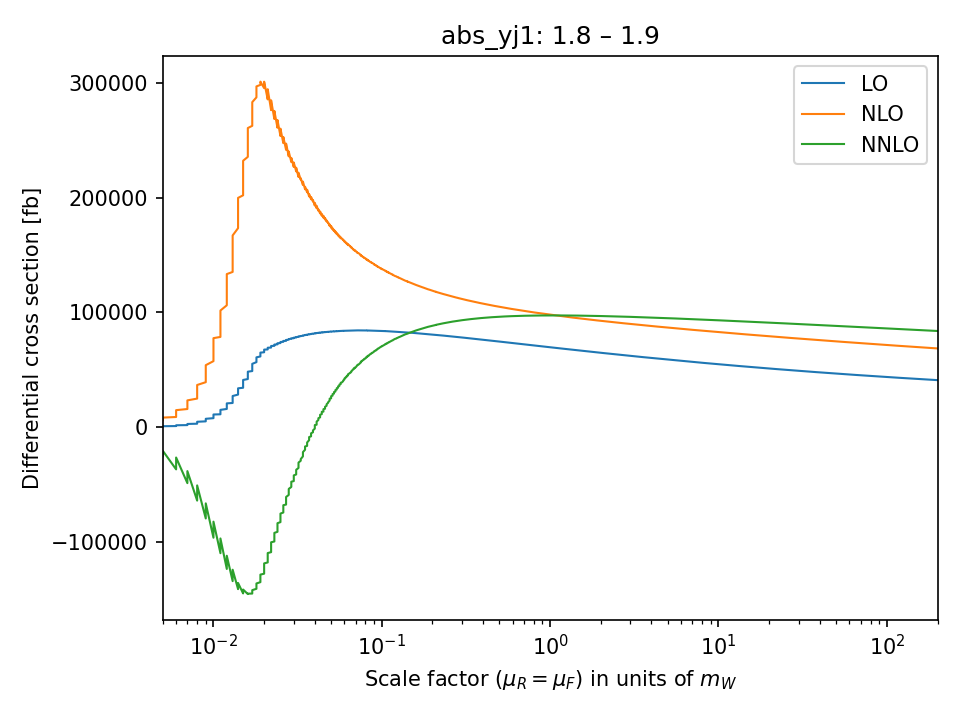 abs_yj1: 1.8 – 1.9
300000
200000
100000
0
−100000
Differential cross section [fb]
LO
NLO
NNLO
10⁻² 10⁻¹ 10⁰ 10¹ 10²
Scale factor (μ_R = μ_F) in units of m_W